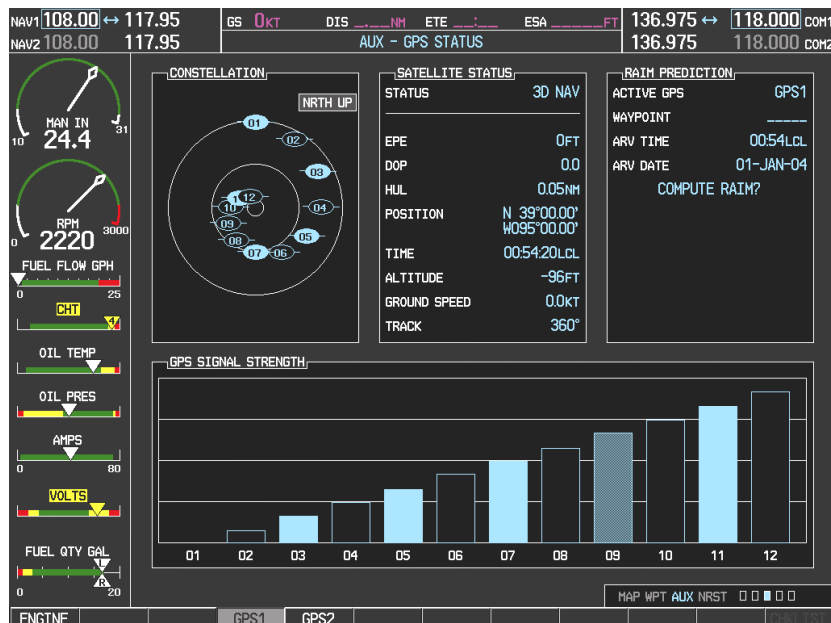 NAV1 108.00 ↔ 117.95
NAV2 108.00 117.95
GS 0KT DIS _._NM ETE __:__ ESA _____FT
AUX - GPS STATUS
136.975 ↔ 118.000 COM1
136.975 118.000 COM2
MAN IN
24.4
10 31
RPM
2220
0 3000
FUEL FLOW GPH
0 25
CHT
4
OIL TEMP
OIL PRES
AMPS
0 80
VOLTS
FUEL QTY GAL
L
R
0 20
CONSTELLATION
NRTH UP
01
02
03
04
05
06
07
08
09
10
12
SATELLITE STATUS
STATUS 3D NAV
EPE 0FT
DOP 0.0
HUL 0.05NM
POSITION N 39°00.00'
W095°00.00'
TIME 00:54:20LCL
ALTITUDE -96FT
GROUND SPEED 0.0KT
TRACK 360°
RAIM PREDICTION
ACTIVE GPS GPS1
WAYPOINT _____
ARV TIME 00:54LCL
ARV DATE 01-JAN-04
COMPUTE RAIM?
GPS SIGNAL STRENGTH
01 02 03 04 05 06 07 08 09 10 11 12
MAP WPT AUX NRST
ENGINE GPS1 GPS2 CHKLIST